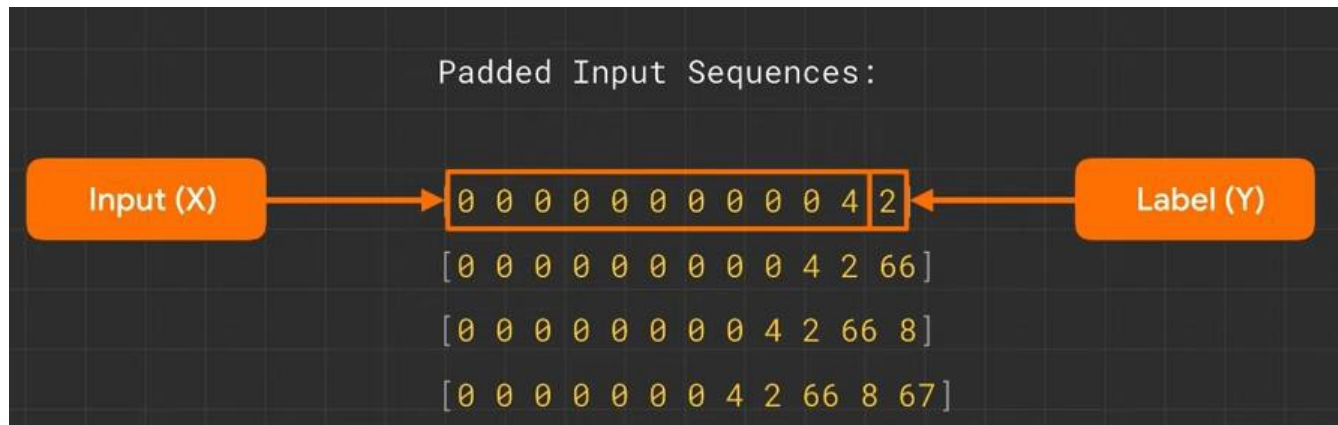 Padded Input Sequences:
Input (X) 0 0 0 0 0 0 0 0 0 0 4 2 Label (Y)
[0 0 0 0 0 0 0 0 0 4 2 66]
[0 0 0 0 0 0 0 0 4 2 66 8]
[0 0 0 0 0 0 0 4 2 66 8 67]